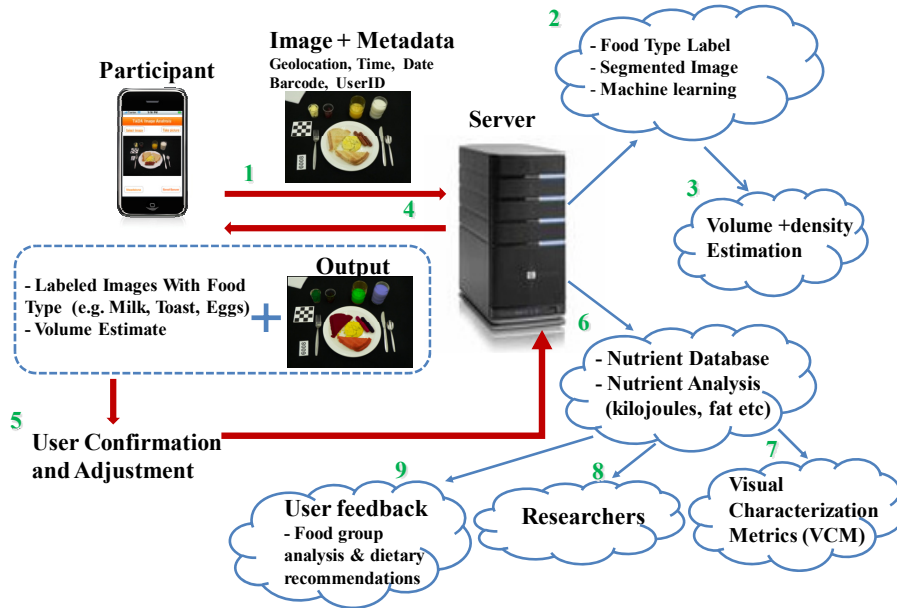 Participant
Image + Metadata
Geolocation, Time, Date
Barcode, UserID
1
4
Server
2
- Food Type Label
- Segmented Image
- Machine learning
3
Volume +density
Estimation
Output
- Labeled Images With Food
Type (e.g. Milk, Toast, Eggs)
- Volume Estimate
+
5
User Confirmation
and Adjustment
6
- Nutrient Database
- Nutrient Analysis
(kilojoules, fat etc)
7
Visual
Characterization
Metrics (VCM)
8
Researchers
9
User feedback
- Food group
analysis & dietary
recommendations